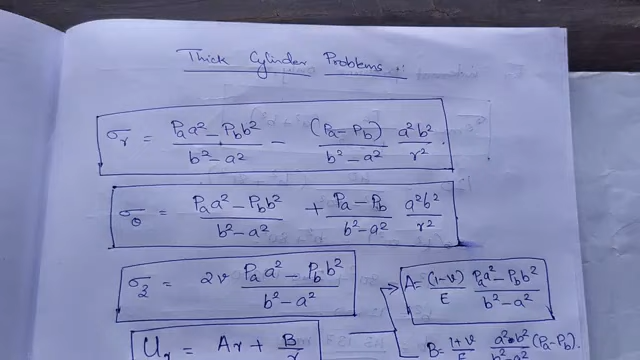 Thick Cylinder Problems
σr = (Pa a² – Pb b²)/(b² – a²) – (Pa – Pb)/(b² – a²) a²b²/r².
σθ = (Pa a² – Pb b²)/(b² – a²) + (Pa – Pb)/(b² – a²) a²b²/r²
σz = 2ν (Pa a² – Pb b²)/(b² – a²)
A = (1-ν)/E (Pa a² – Pb b²)/(b² – a²)
Ur = Ar + B/r
B = (1+ν)/E a²b²/(b² – a²) (Pa – Pb).